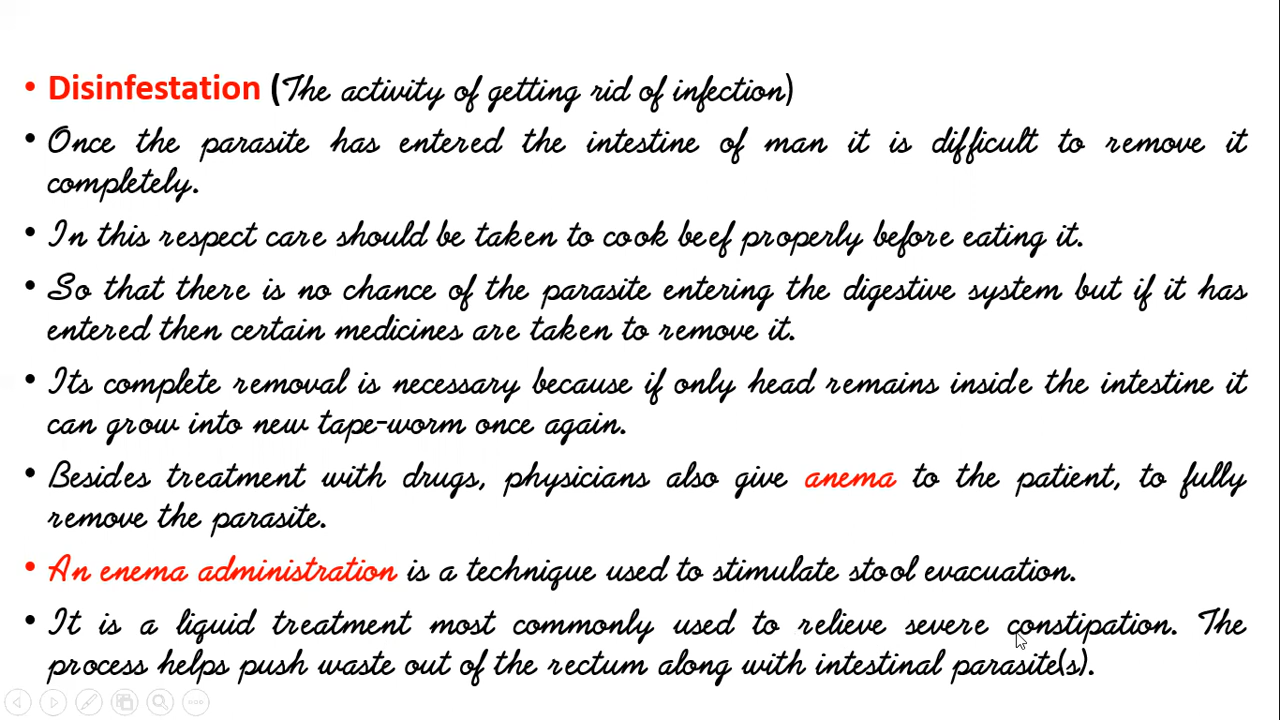 • Disinfestation (The activity of getting rid of infection)
• Once the parasite has entered the intestine of man it is difficult to remove it
completely.
• In this respect care should be taken to cook beef properly before eating it.
• So that there is no chance of the parasite entering the digestive system but if it has
entered then certain medicines are taken to remove it.
• Its complete removal is necessary because if only head remains inside the intestine it
can grow into new tape-worm once again.
• Besides treatment with drugs, physicians also give anema to the patient, to fully
remove the parasite.
• An enema administration is a technique used to stimulate stool evacuation.
• It is a liquid treatment most commonly used to relieve severe constipation. The
process helps push waste out of the rectum along with intestinal parasite(s).